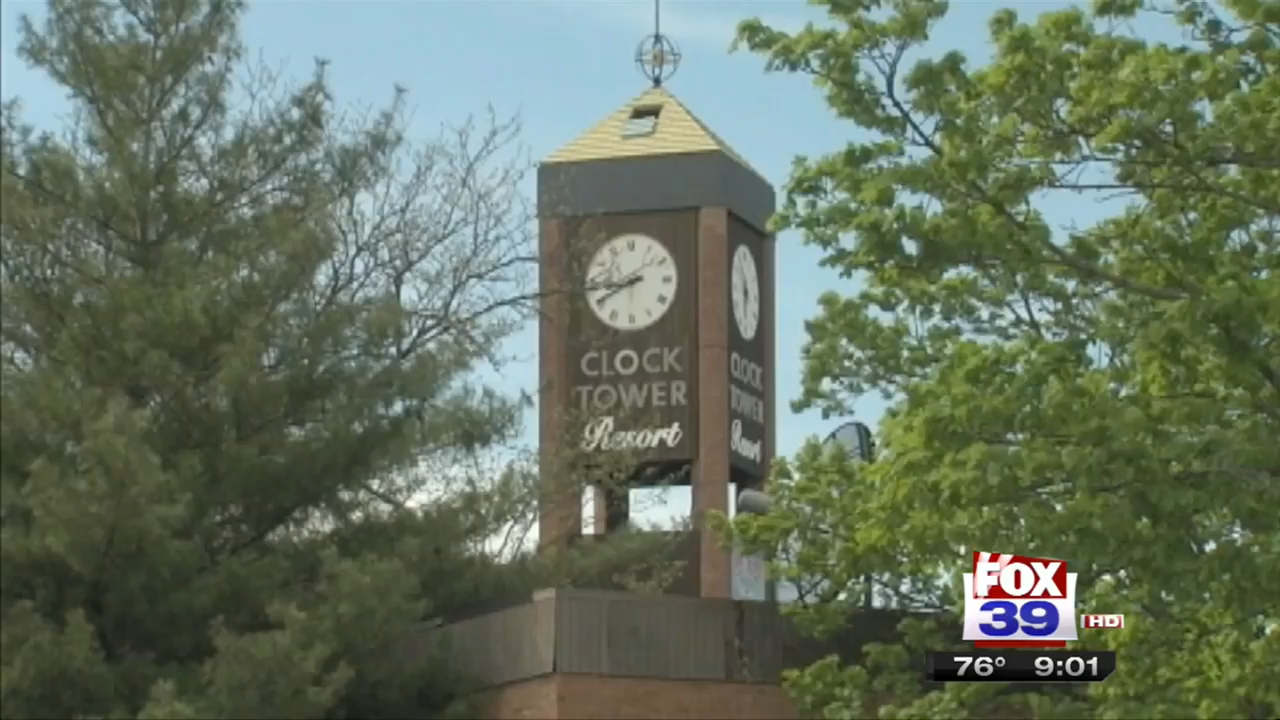 CLOCK
TOWER
Resort
CLOCK
TOWER
Resort
FOX
39
HD
76° 9:01